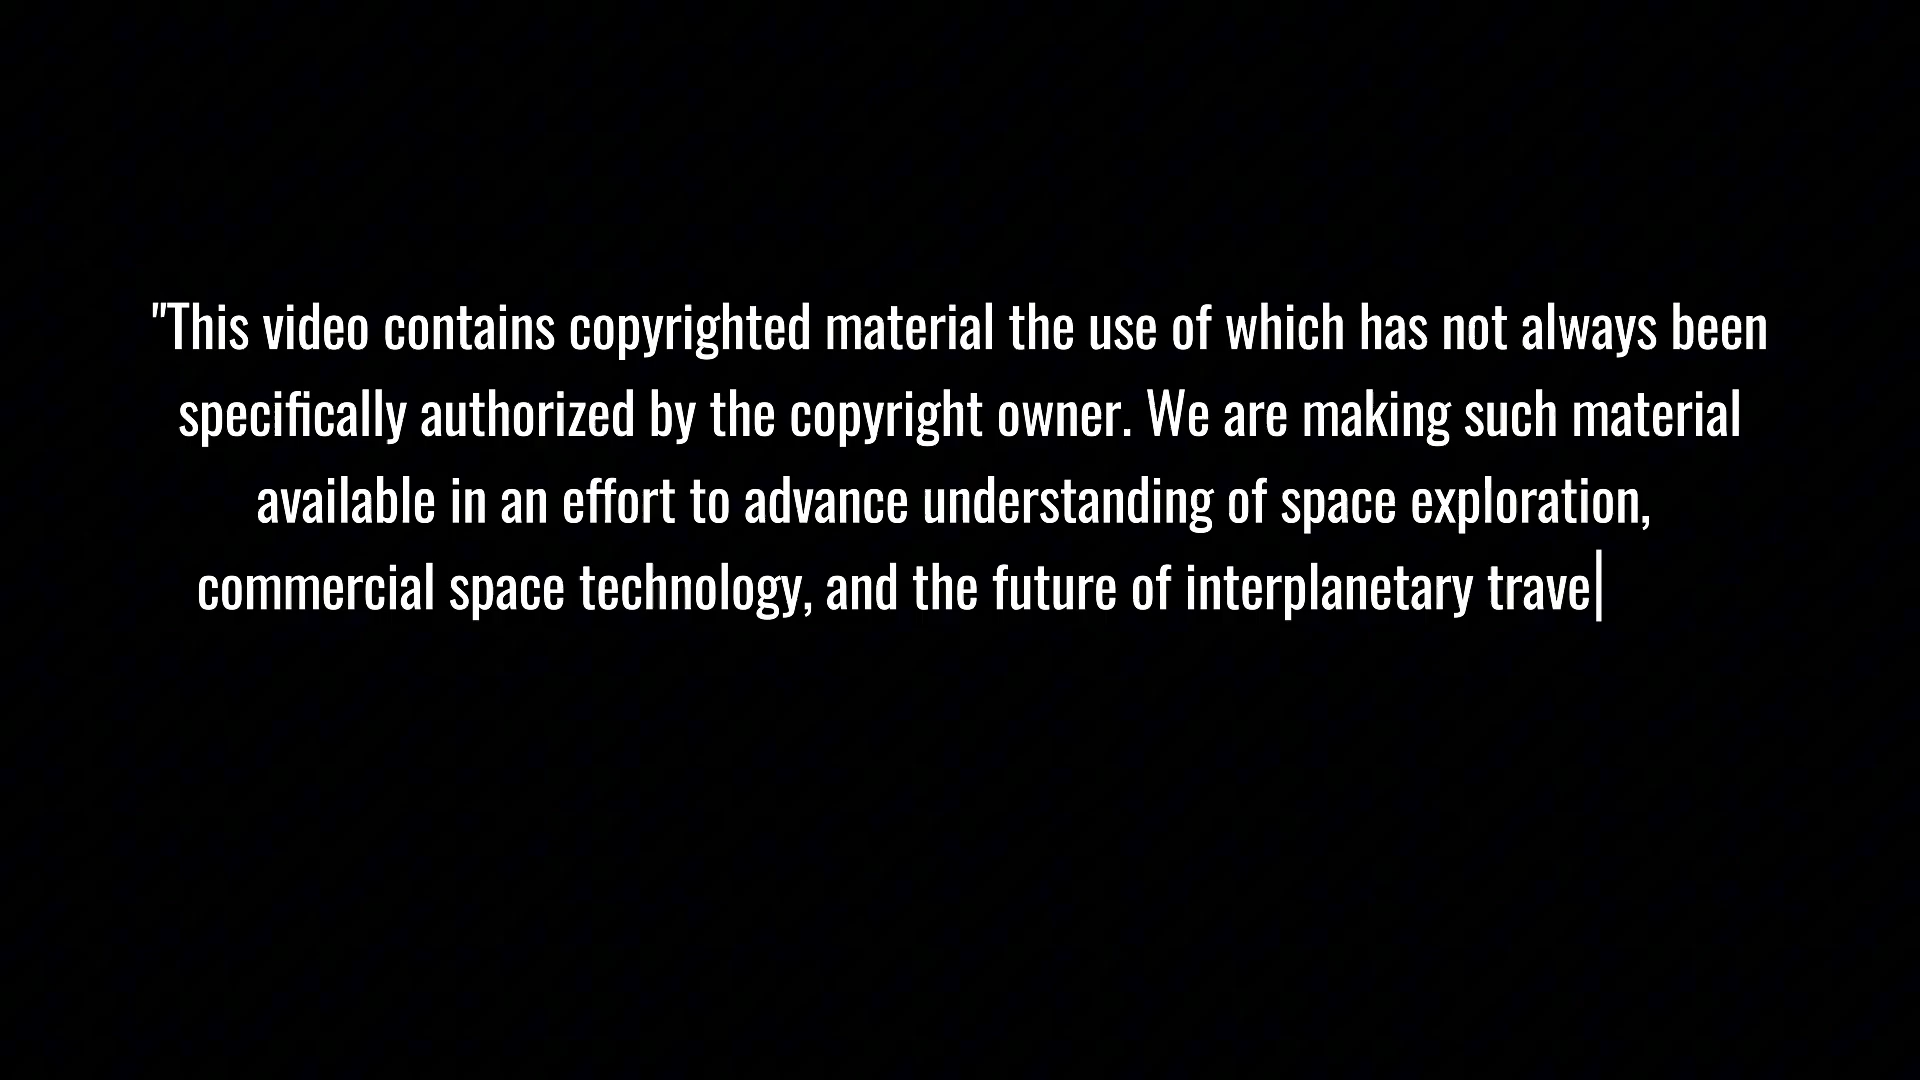 "This video contains copyrighted material the use of which has not always been
specifically authorized by the copyright owner. We are making such material
available in an effort to advance understanding of space exploration,
commercial space technology, and the future of interplanetary trave